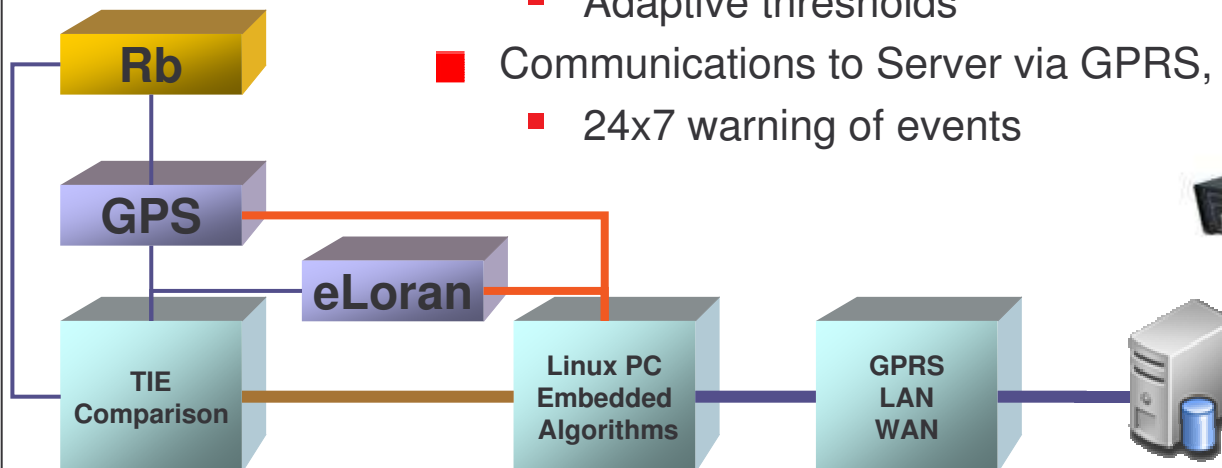 Adaptive thresholds
Communications to Server via GPRS,
24x7 warning of events
Rb
GPS
eLoran
TIE
Comparison
Linux PC
Embedded
Algorithms
GPRS
LAN
WAN